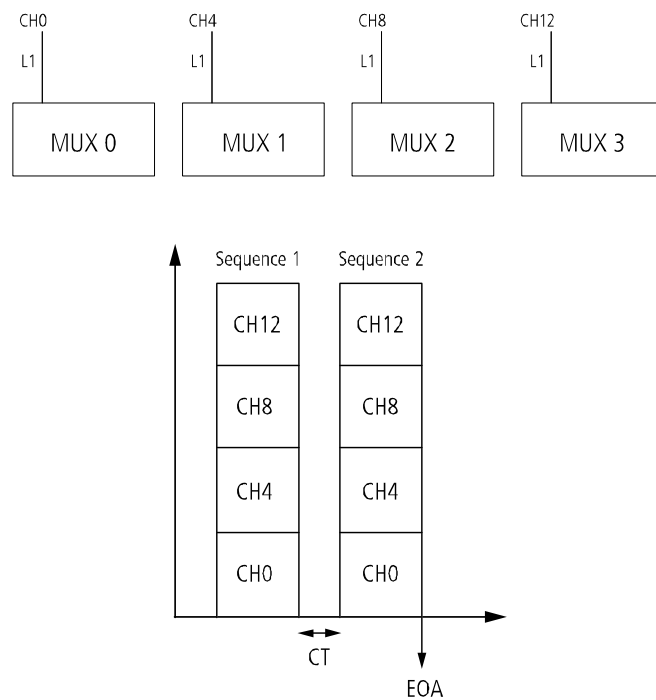 CH0 CH4 CH8 CH12
L1 L1 L1 L1
MUX 0 MUX 1 MUX 2 MUX 3
Sequence 1 Sequence 2
CH12 CH12
CH8 CH8
CH4 CH4
CH0 CH0
CT
EOA